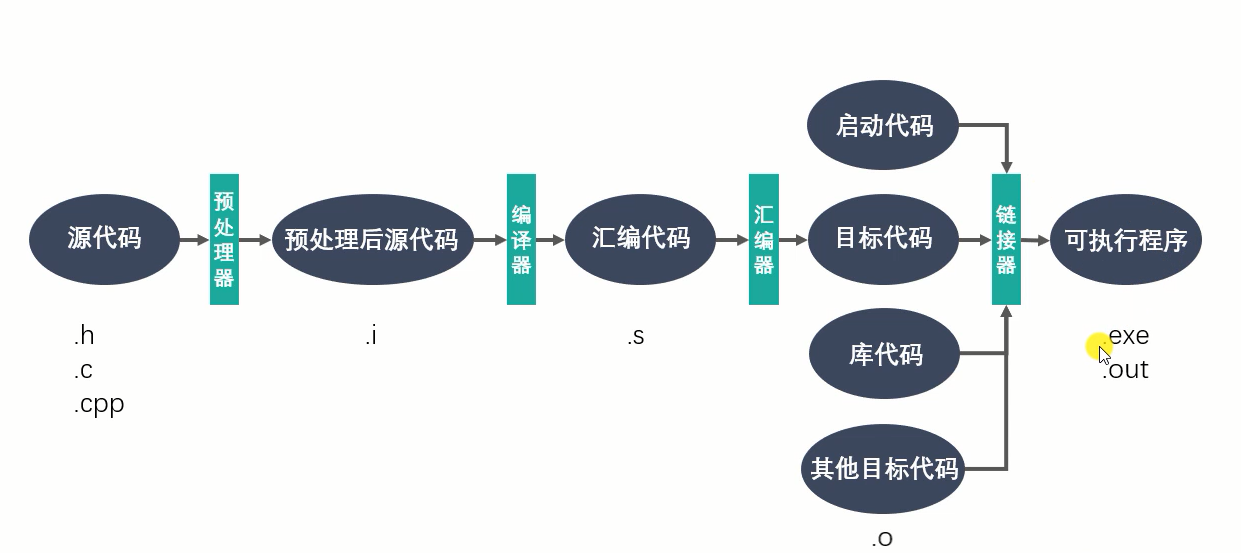 启动代码
源代码
预处理器
预处理后源代码
编译器
汇编代码
汇编器
目标代码
链接器
可执行程序
.h
.c
.cpp
.i
.s
库代码
.exe
.out
其他目标代码
.o